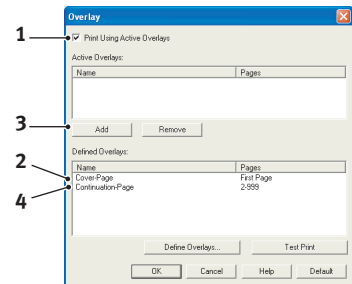 Overlay
1
Print Using Active Overlays
Active Overlays:
Name Pages
3
Add Remove
Defined Overlays:
Name Pages
2
Cover-Page First Page
4
Continuation-Page 2-999
Define Overlays... Test Print
OK Cancel Help Default